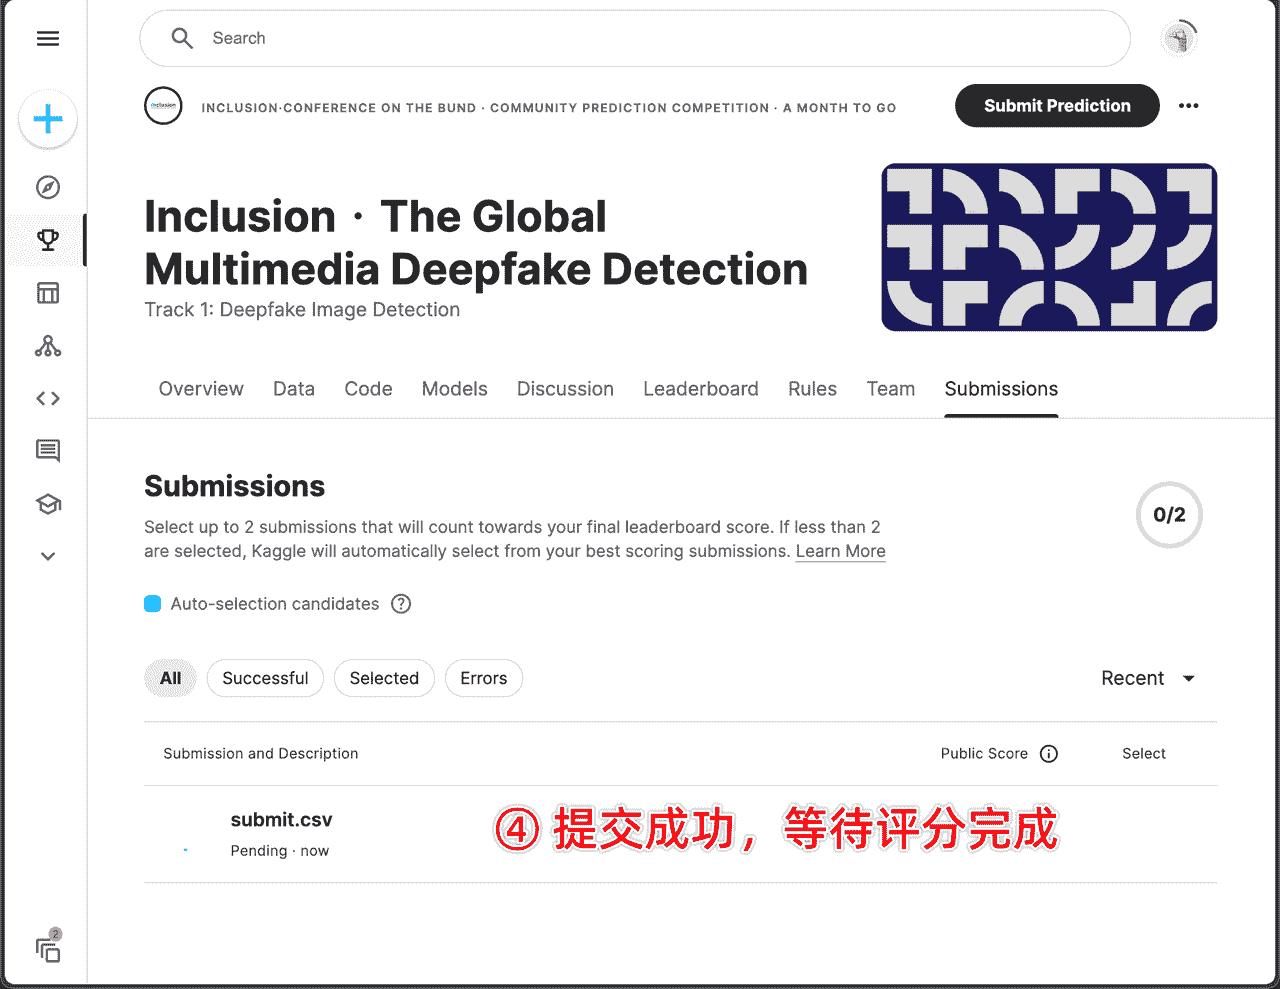 Search
inclusion
INCLUSION·CONFERENCE ON THE BUND · COMMUNITY PREDICTION COMPETITION · A MONTH TO GO
Submit Prediction
Inclusion · The Global
Multimedia Deepfake Detection
Track 1: Deepfake Image Detection
Overview Data Code Models Discussion Leaderboard Rules Team Submissions
Submissions
0/2
Select up to 2 submissions that will count towards your final leaderboard score. If less than 2
are selected, Kaggle will automatically select from your best scoring submissions. Learn More
Auto-selection candidates ?
All Successful Selected Errors
Recent
Submission and Description Public Score Select
submit.csv
Pending · now
④ 提交成功，等待评分完成
2